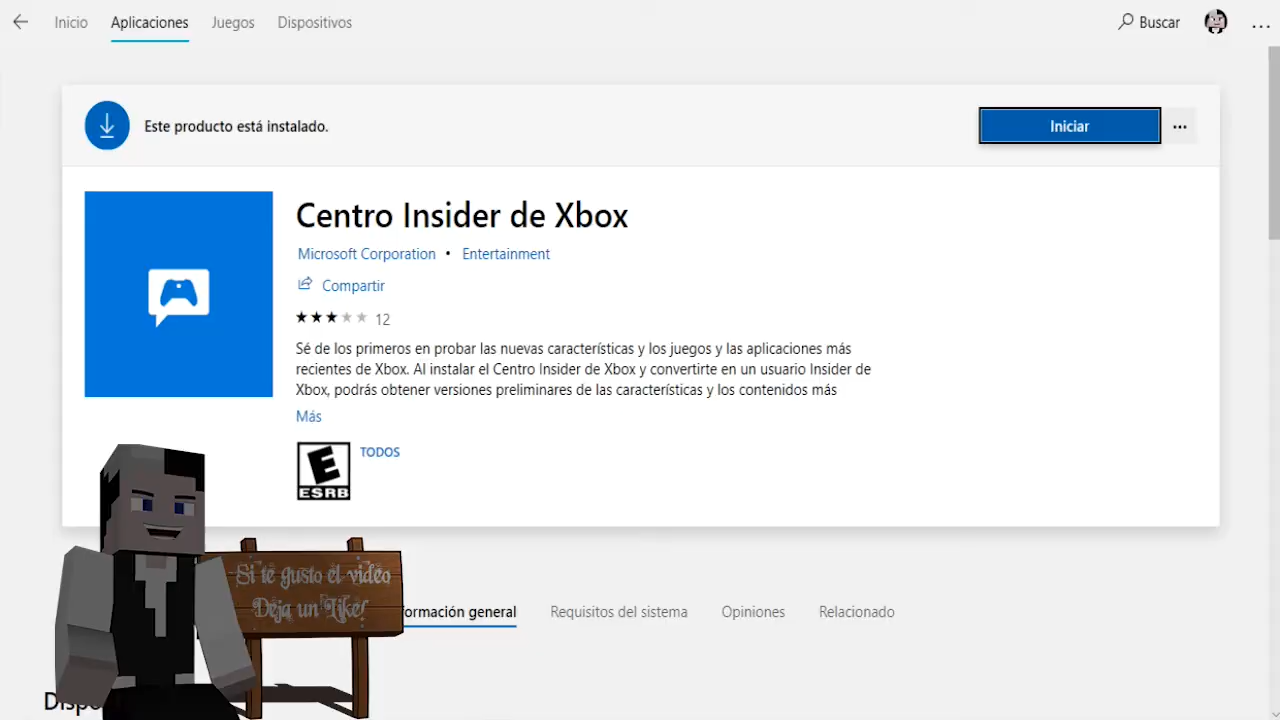 Inicio
Aplicaciones
Juegos
Dispositivos
Buscar
...
Este producto está instalado.
Iniciar
...
Centro Insider de Xbox
Microsoft Corporation • Entertainment
Compartir
12
Sé de los primeros en probar las nuevas características y los juegos y las aplicaciones más
recientes de Xbox. Al instalar el Centro Insider de Xbox y convertirte en un usuario Insider de
Xbox, podrás obtener versiones preliminares de las características y los contenidos más
Más
E
ESRB
TODOS
Si te gusto el video
Deja un Like!
formación general
Requisitos del sistema
Opiniones
Relacionado